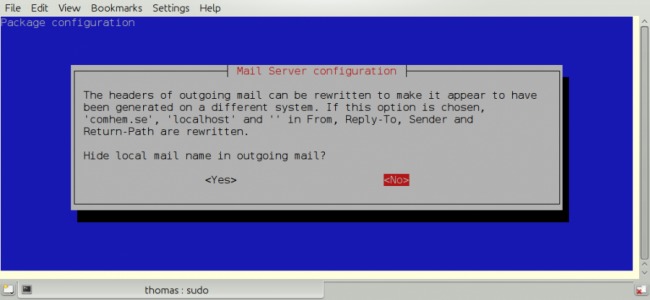 File Edit View Bookmarks Settings Help
Package configuration
Mail Server configuration
The headers of outgoing mail can be rewritten to make it appear to have
been generated on a different system. If this option is chosen,
'comhem.se', 'localhost' and '' in From, Reply-To, Sender and
Return-Path are rewritten.
Hide local mail name in outgoing mail?
<Yes> <No>
thomas : sudo